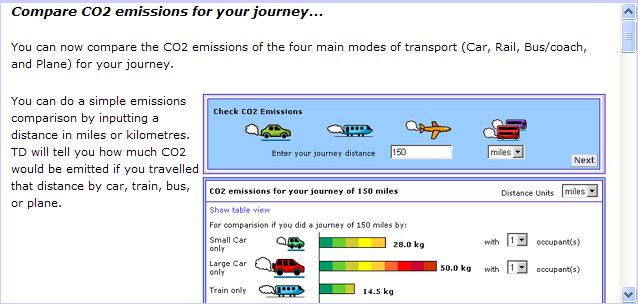 Compare CO2 emissions for your journey...
You can now compare the CO2 emissions of the four main modes of transport (Car, Rail, Bus/coach,
and Plane) for your journey.
You can do a simple emissions
comparison by inputting a
distance in miles or kilometres.
TD will tell you how much CO2
would be emitted if you travelled
that distance by car, train, bus,
or plane.
Check CO2 Emissions
Enter your journey distance 150 miles
Next
CO2 emissions for your journey of 150 miles Distance Units miles
Show table view
For comparision if you did a journey of 150 miles by:
Small Car
only 28.0 kg with 1 occupant(s)
Large Car
only 50.0 kg with 1 occupant(s)
Train only 14.5 kg